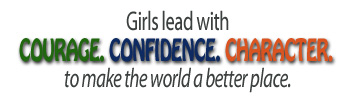 Girls lead with
COURAGE. CONFIDENCE. CHARACTER.
to make the world a better place.